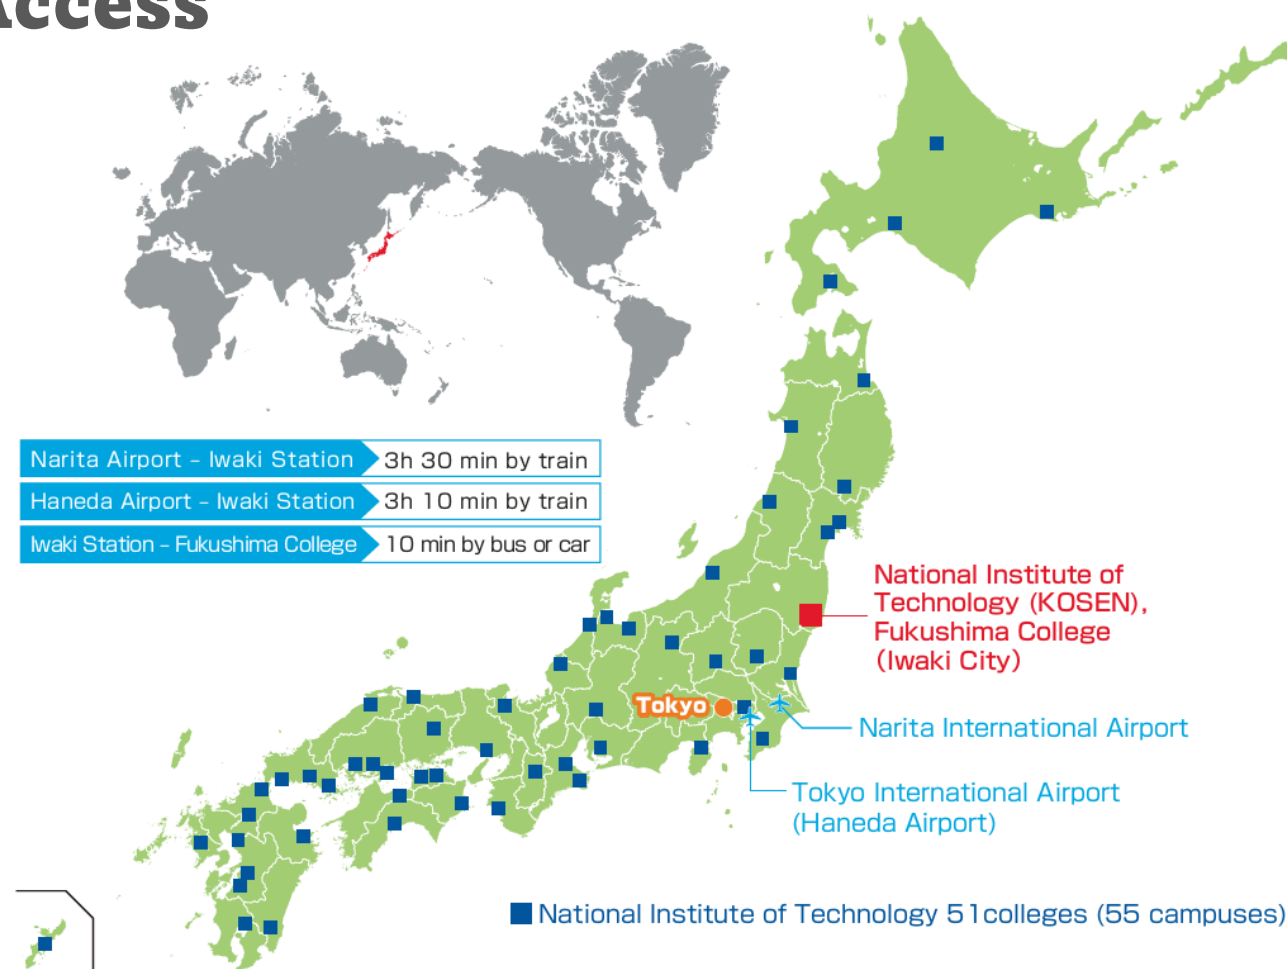 Access
Narita Airport – Iwaki Station 3h 30 min by train
Haneda Airport – Iwaki Station 3h 10 min by train
Iwaki Station – Fukushima College 10 min by bus or car
National Institute of
Technology (KOSEN),
Fukushima College
(Iwaki City)
Tokyo
Narita International Airport
Tokyo International Airport
(Haneda Airport)
National Institute of Technology 51colleges (55 campuses)